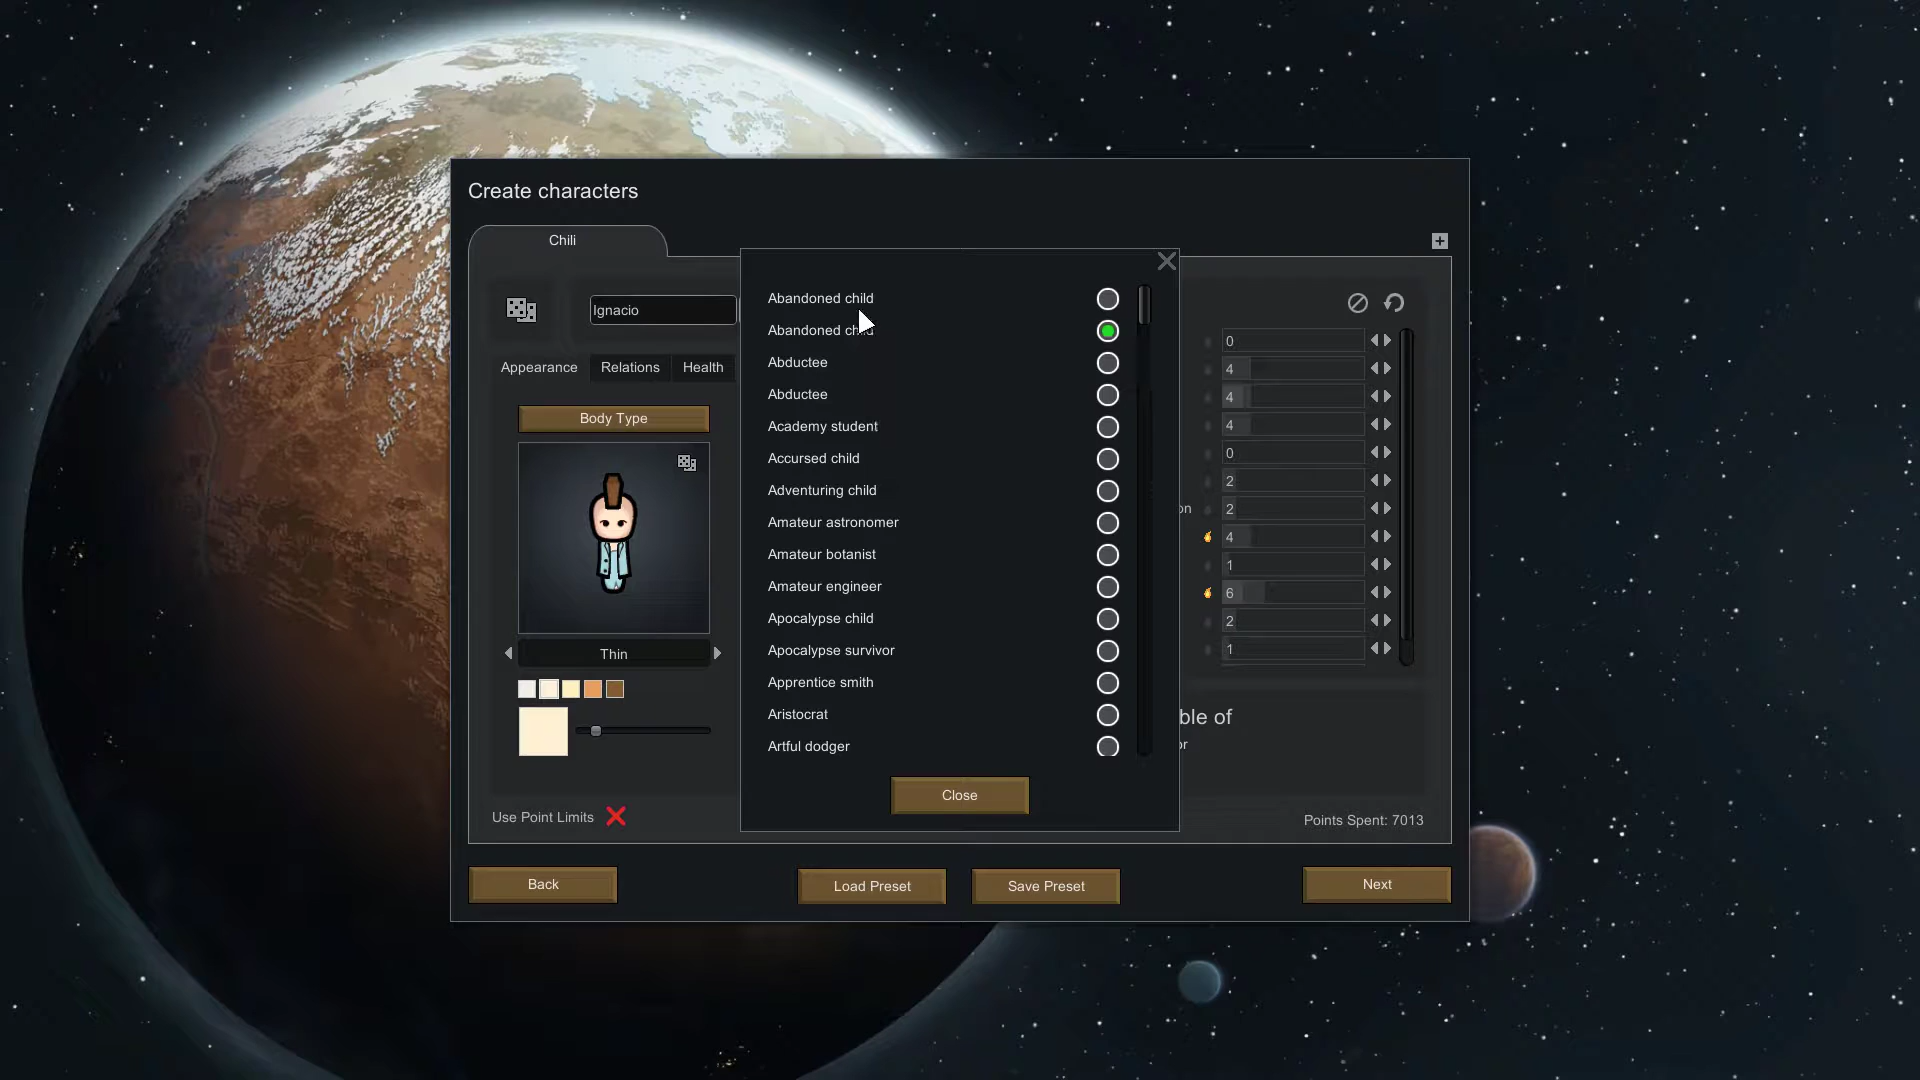 Create characters
Chili
Ignacio
Appearance
Relations
Health
Body Type
Thin
Use Point Limits
Abandoned child
Abandoned child
Abductee
Abductee
Academy student
Accursed child
Adventuring child
Amateur astronomer
Amateur botanist
Amateur engineer
Apocalypse child
Apocalypse survivor
Apprentice smith
Aristocrat
Artful dodger
Close
0
4
4
4
0
2
on 2
4
1
6
2
1
ble of
or
Points Spent: 7013
Back
Load Preset
Save Preset
Next